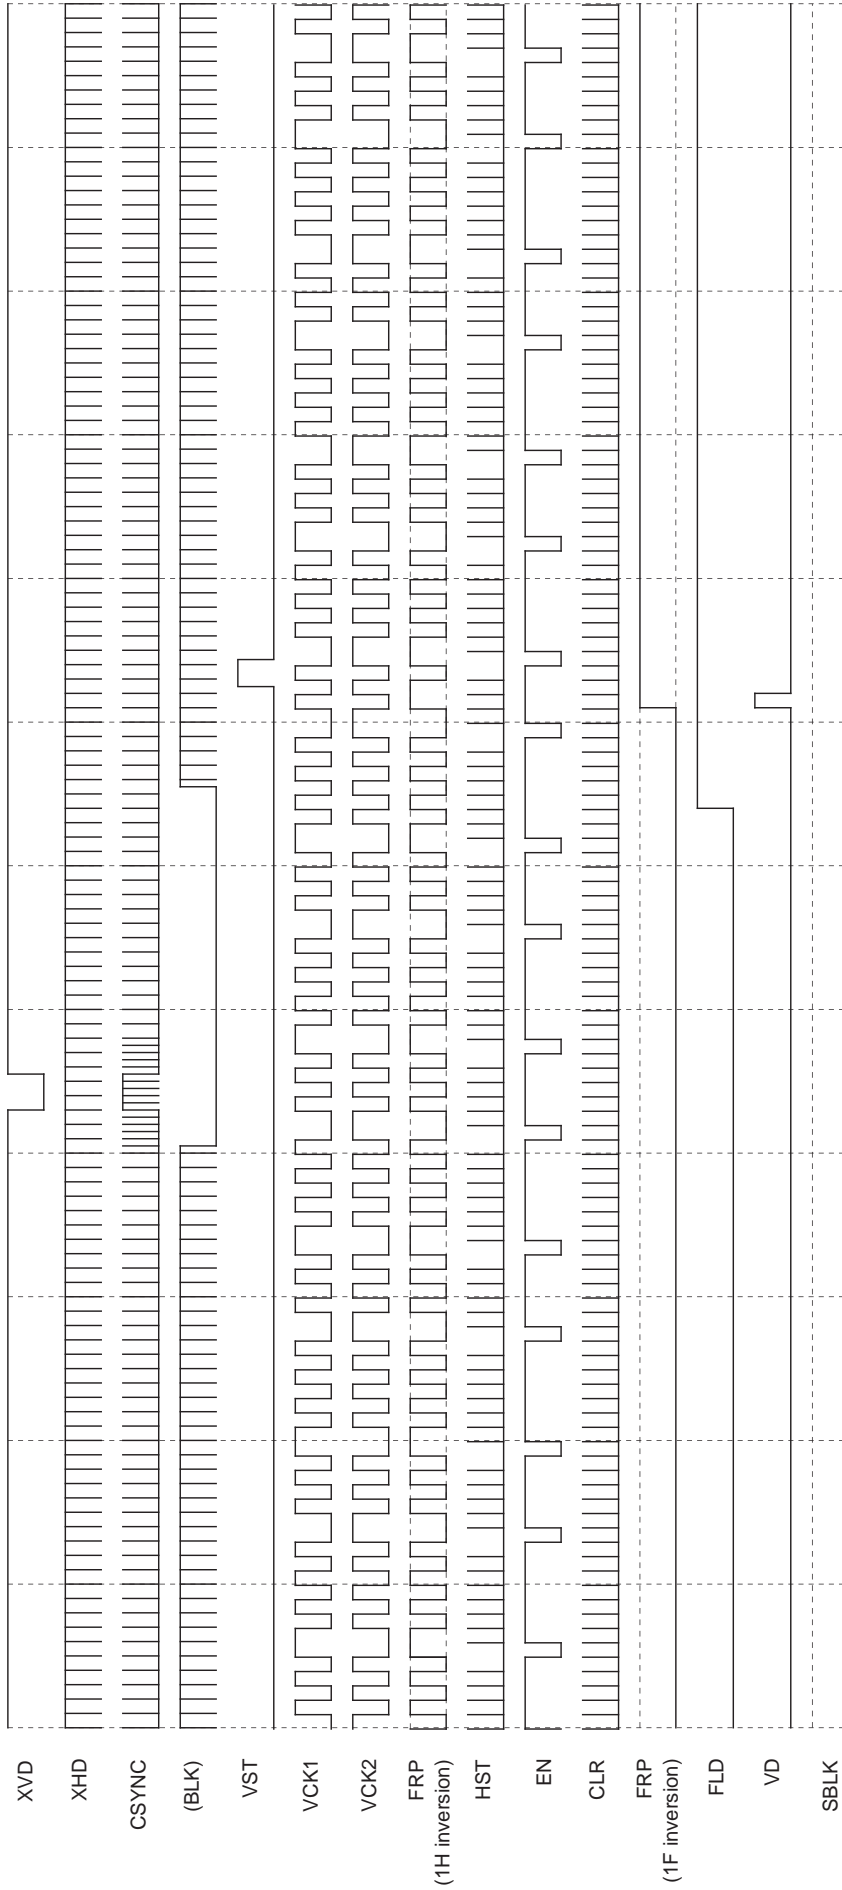 XVD
XHD
CSYNC
(BLK)
VST
VCK1
VCK2
FRP
(1H inversion)
HST
EN
CLR
FRP
(1F inversion)
FLD
VD
SBLK